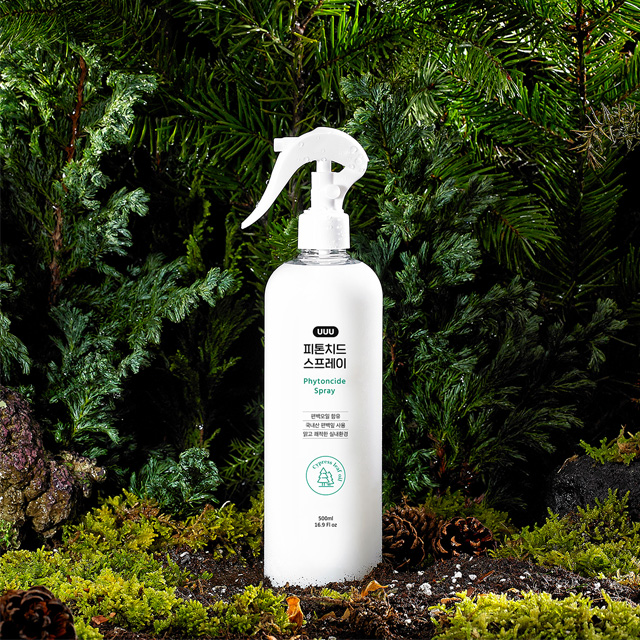 UUU
피톤치드
스프레이
Phytoncide
Spray
편백오일 함유
국내산 편백잎 사용
맑고 쾌적한 실내환경
Cypress leaf oil
500ml
16.9 Fl oz